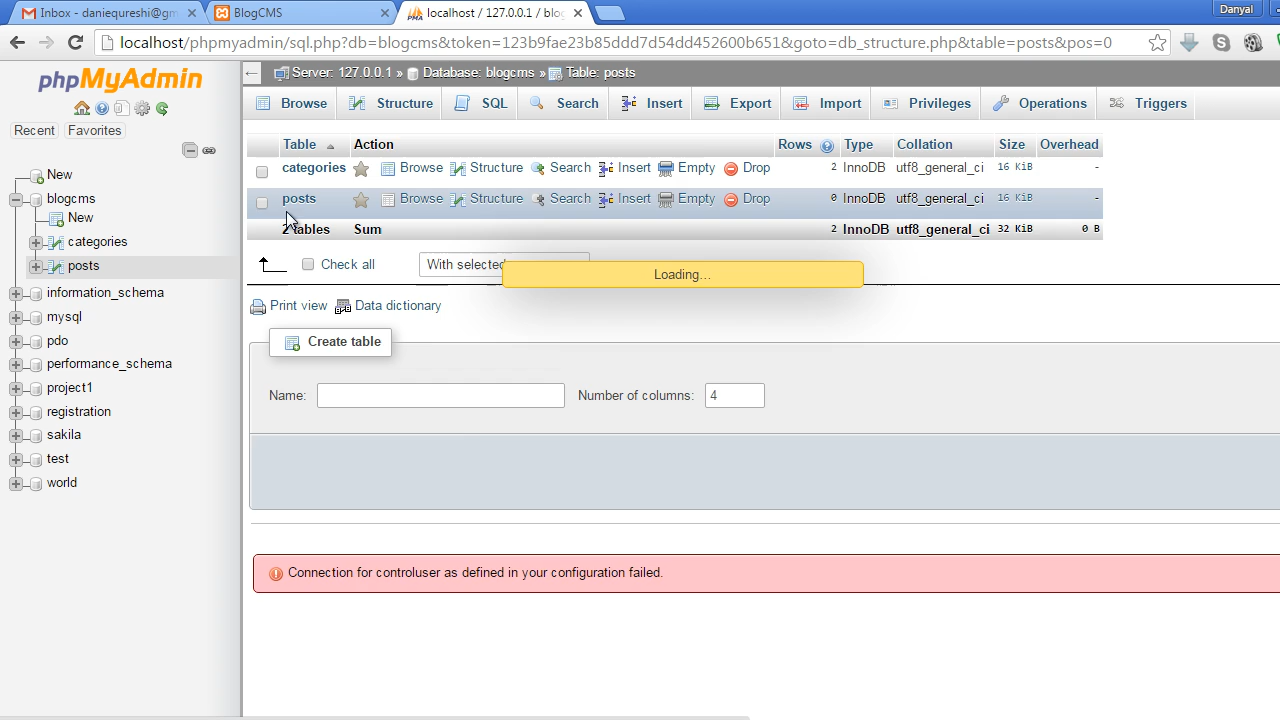 Inbox - daniequreshi@gm
BlogCMS
localhost / 127.0.0.1 / blog
Danyal
localhost/phpmyadmin/sql.php?db=blogcms&token=123b9fae23b85ddd7d54dd4526006651&goto=db_structure.php&table=posts&pos=0
phpMyAdmin
Server: 127.0.0.1 » Database: blogcms » Table: posts
Browse Structure SQL Search Insert Export Import Privileges Operations Triggers
Recent Favorites
New
blogcms
New
categories
posts
information_schema
mysql
pdo
performance_schema
project1
registration
sakila
test
world
Table Action Rows Type Collation Size Overhead
categories Browse Structure Search Insert Empty Drop 2 InnoDB utf8_general_ci 16 KiB -
posts Browse Structure Search Insert Empty Drop 0 InnoDB utf8_general_ci 16 KiB -
2 tables Sum 2 InnoDB utf8_general_ci 32 KiB 0 B
Check all With selected
Loading...
Print view Data dictionary
Create table
Name: Number of columns: 4
Connection for controluser as defined in your configuration failed.